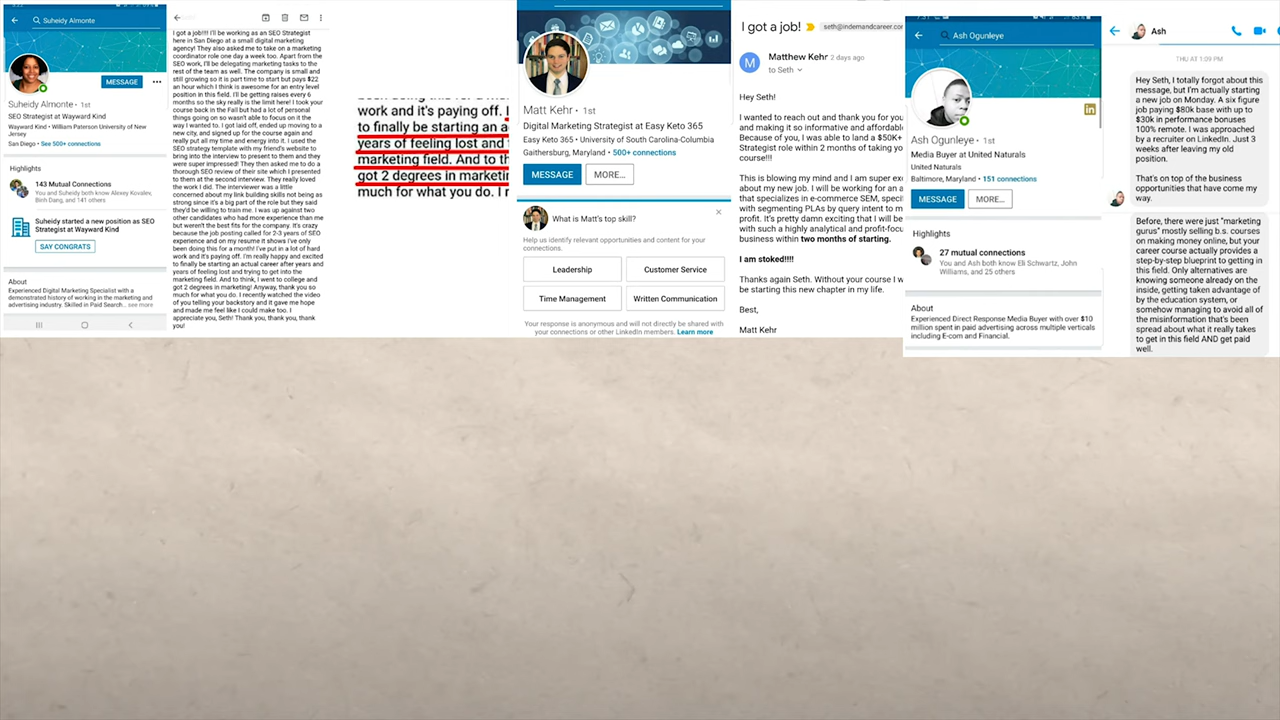 Suheidy Almonte
MESSAGE
Suheidy Almonte • 1st
SEO Strategist at Wayward Kind
Wayward Kind • William Paterson University of New
Jersey
San Diego • See 500+ connections
Highlights
143 Mutual Connections
You and Suheidy both know Alexey Kovalev,
Binh Dang, and 141 others
Suheidy started a new position as SEO
Strategist at Wayward Kind
SAY CONGRATS
About
Experienced Digital Marketing Specialist with a
demonstrated history of working in the marketing and
advertising industry. Skilled in Paid Search... see more
I got a job!!!! I'll be working as an SEO Strategist
here in San Diego at a small digital marketing
agency! They also asked me to take on a marketing
coordinator role one day a week too. Apart from the
SEO work, I'll be delegating marketing tasks to the
rest of the team as well. The company is small and
still growing so it is part time to start but pays $22
an hour which I think is awesome for an entry level
position in this field. I'll be getting raises every 6
months so the sky really is the limit here! I took your
course back in the Fall but had a lot of personal
things going on so wasn't able to focus on it the
way I wanted to. I got laid off, ended up moving to a
new city, and signed up for the course again and
really put all my time and energy into it. I used the
SEO strategy template with my friend's website to
bring into the interview to present to them and they
were super impressed! They then asked me to do a
thorough SEO review of their site which I presented
to them at the second interview. They really loved
the work I did. The interviewer was a little
concerned about my link building skills not being as
strong since it's a big part of the role but they said
they'd be willing to train me. I was up against two
other candidates who had more experience than me
but weren't the best fits for the company. It's crazy
because the job posting called for 2-3 years of SEO
experience and on my resume it shows i've only
been doing this for a month! I've put in a lot of hard
work and it's paying off. I'm really happy and excited
to finally be starting an actual career after years and
years of feeling lost and trying to get into the
marketing field. And to think, I went to college and
got 2 degrees in marketing! Anyway, thank you so
much for what you do. I recently watched the video
of you telling your backstory and it gave me hope
and made me feel like I could make too. I
appreciate you, Seth! Thank you, thank you, thank
you!
work and it's paying off.
to finally be starting an a
years of feeling lost and
marketing field. And to th
got 2 degrees in marketin
much for what you do. I
Matt Kehr • 1st
Digital Marketing Strategist at Easy Keto 365
Easy Keto 365 • University of South Carolina-Columbia
Gaithersburg, Maryland • 500+ connections
MESSAGE
MORE...
What is Matt's top skill?
Help us identify relevant opportunities and content for your
connections.
Leadership
Customer Service
Time Management
Written Communication
Your response is anonymous and will not be directly be shared with
your connections or other LinkedIn members. Learn more
I got a job!
seth@indemandcareer.com
M
Matthew Kehr 2 days ago
to Seth
Hey Seth!
I wanted to reach out and thank you for you
and making it so informative and affordable
Because of you, I was able to land a $50K+
Strategist role within 2 months of taking yo
course!!!
This is blowing my mind and I am super exc
about my new job. I will be working for an a
that specializes in e-commerce SEM, speci
with segmenting PLAs by query intent to m
profit. It's pretty damn exciting that I will be
with such a highly analytical and profit-focu
business within two months of starting.
I am stoked!!!!
Thanks again Seth. Without your course I w
be starting this new chapter in my life.
Best,
Matt Kehr
7:31
Ash Ogunleye
in
Ash Ogunleye • 1st
Media Buyer at United Naturals
United Naturals
Baltimore, Maryland • 151 connections
MESSAGE
MORE...
Highlights
27 mutual connections
You and Ash both know Eli Schwartz, John
Williams, and 25 others
About
Experienced Direct Response Media Buyer with over $10
million spent in paid advertising across multiple verticals
including E-com and Financial.
Ash
THU AT 1:09 PM
Hey Seth, I totally forgot about this
message, but I'm actually starting
a new job on Monday. A six figure
job paying $80k base with up to
$30k in performance bonuses
100% remote. I was approached
by a recruiter on LinkedIn. Just 3
weeks after leaving my old
position.
That's on top of the business
opportunities that have come my
way.
Before, there were just "marketing
gurus" mostly selling b.s. courses
on making money online, but your
career course actually provides a
step-by-step blueprint to getting in
this field. Only alternatives are
knowing someone already on the
inside, getting taken advantage of
by the education system, or
somehow managing to avoid all of
the misinformation that's been
spread about what it really takes
to get in this field AND get paid
well.